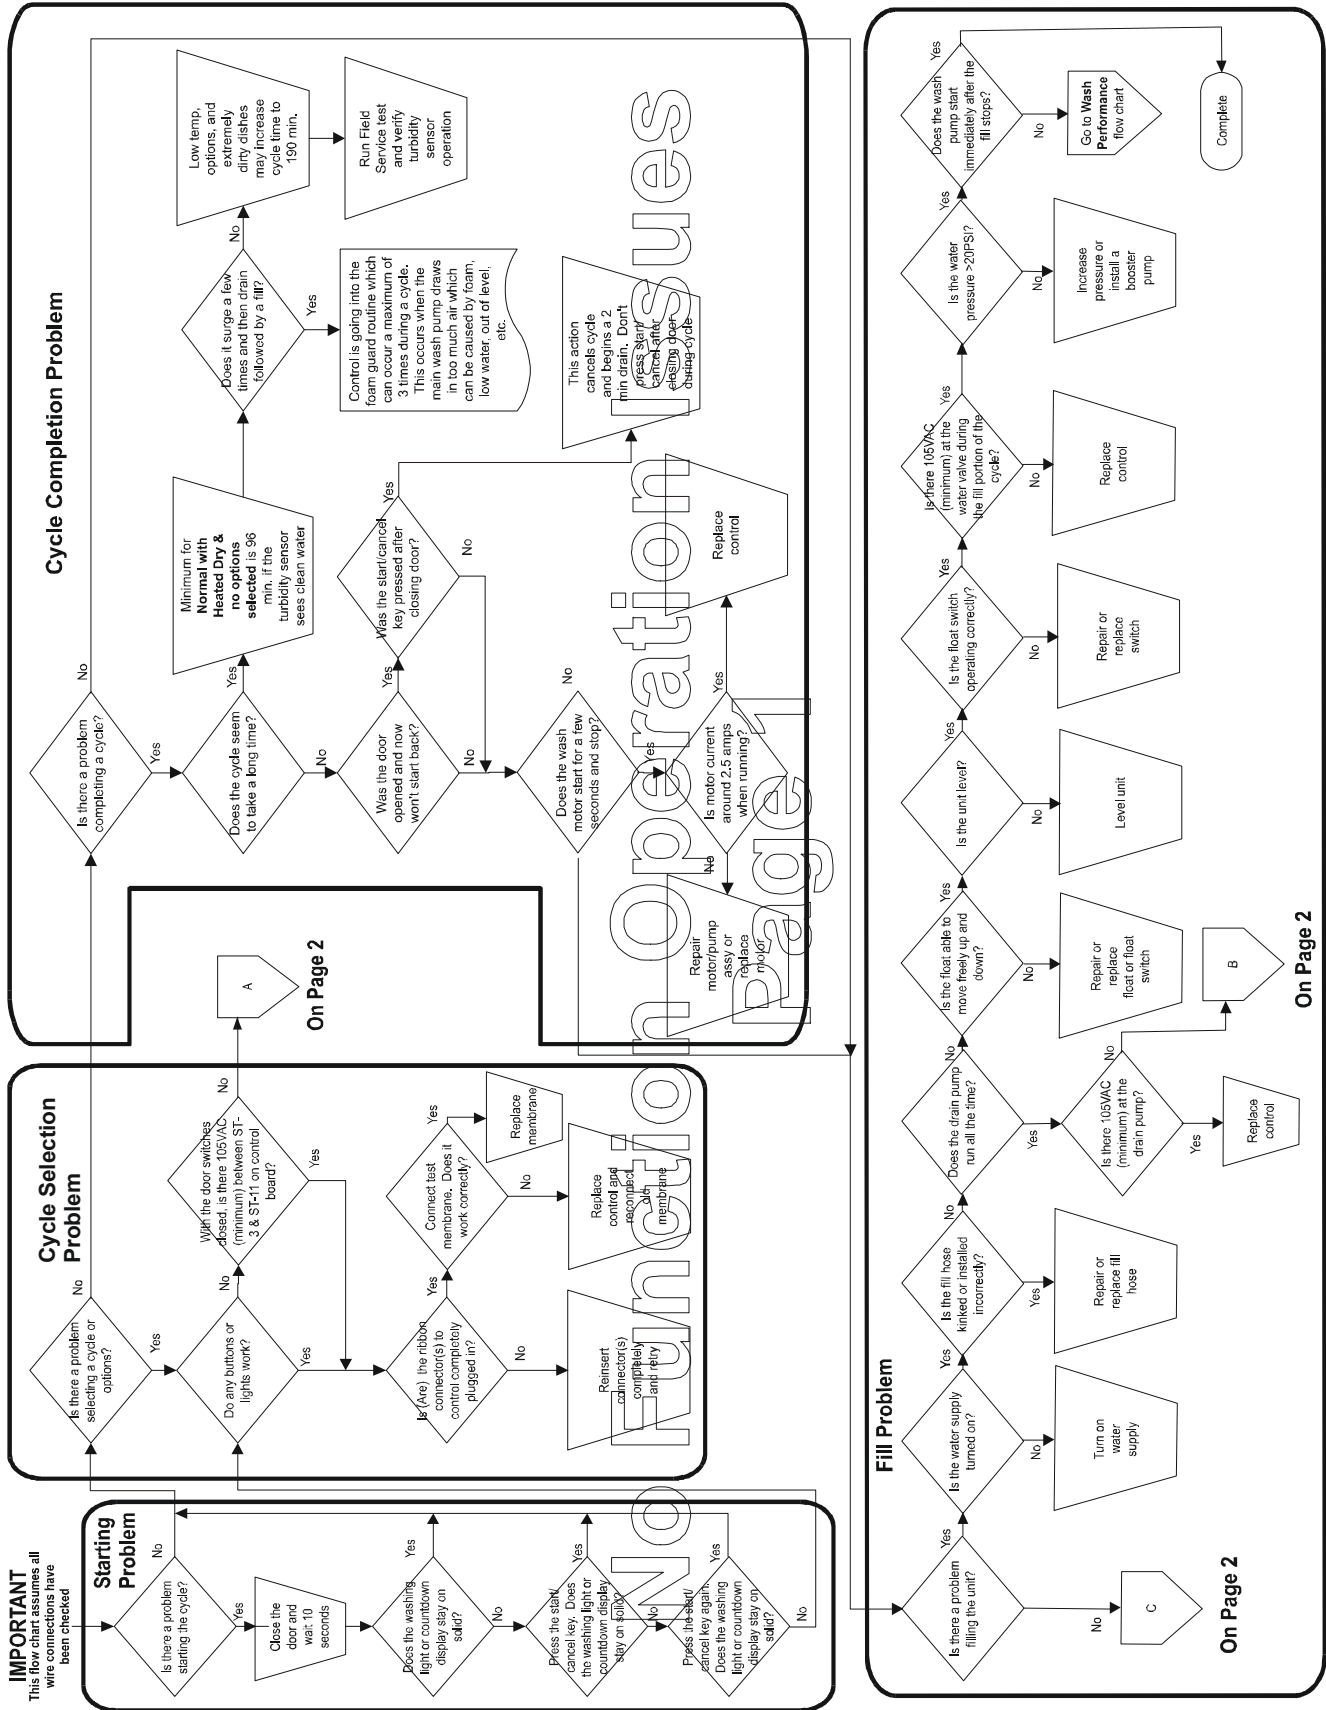 No Function Operation Issues
Page 1
IMPORTANT
This flow chart assumes all
wire connections have
been checked
Starting
Problem
Is there a problem
starting the cycle?
No
Yes
Close the
door and
wait 10
seconds
Does the washing
light or countdown
display stay on
solid?
Yes
No
Press the start/
cancel key. Does
the washing light or
countdown display
stay on solid?
Yes
No
Press the start/
cancel key again.
Does the washing
light or countdown
display stay on
solid?
Yes
No
Cycle Selection
Problem
Is there a problem
selecting a cycle or
options?
No
Yes
Do any buttons or
lights work?
No
Yes
With the door switches
closed, is there 105VAC
(minimum) between ST-
3 & ST-11 on control
board?
No
Yes
A
On Page 2
Is (Are) the ribbon
connector(s) to
control completely
plugged in?
Yes
No
Connect test
membrane. Does it
work correctly?
Yes
No
Replace
membrane
Reinsert
connector(s)
completely
and retry
Replace
control and
reconnect
old
membrane
Cycle Completion Problem
Is there a problem
completing a cycle?
No
Yes
Does the cycle seem
to take a long time?
Yes
No
Minimum for
Normal with
Heated Dry &
no options
selected is 96
min. if the
turbidity sensor
sees clean water
Does it surge a few
times and then drain
followed by a fill?
No
Yes
Low temp,
options, and
extremely
dirty dishes
may increase
cycle time to
190 min.
Run Field
Service test
and verify
turbidity
sensor
operation
Control is going into the
foam guard routine which
can occur a maximum of
3 times during a cycle.
This occurs when the
main wash pump draws
in too much air which
can be caused by foam,
low water, out of level,
etc.
Was the door
opened and now
won't start back?
Yes
No
Was the start/cancel
key pressed after
closing door?
Yes
No
This action
cancels cycle
and begins a 2
min drain. Don't
press start/
cancel after
closing door
during cycle
Does the wash
motor start for a few
seconds and stop?
No
Yes
Is motor current
around 2.5 amps
when running?
Yes
No
Replace
control
Repair
motor/pump
assy or
replace
motor
Fill Problem
Is there a problem
filling the unit?
Yes
No
C
On Page 2
Is the water supply
turned on?
Yes
No
Turn on
water
supply
Is the fill hose
kinked or installed
incorrectly?
No
Yes
Repair or
replace fill
hose
Does the drain pump
run all the time?
No
Yes
Is there 105VAC
(minimum) at the
drain pump?
No
Yes
Replace
control
B
On Page 2
Is the float able to
move freely up and
down?
Yes
No
Repair or
replace
float or float
switch
Is the unit level?
Yes
No
Level unit
Is the float switch
operating correctly?
Yes
No
Repair or
replace
switch
Is there 105VAC
(minimum) at the
water valve during
the fill portion of the
cycle?
Yes
No
Replace
control
Is the water
pressure >20PSI?
Yes
No
Increase
pressure or
install a
booster
pump
Does the wash
pump start
immediately after the
fill stops?
Yes
No
Go to Wash
Performance
flow chart
Complete